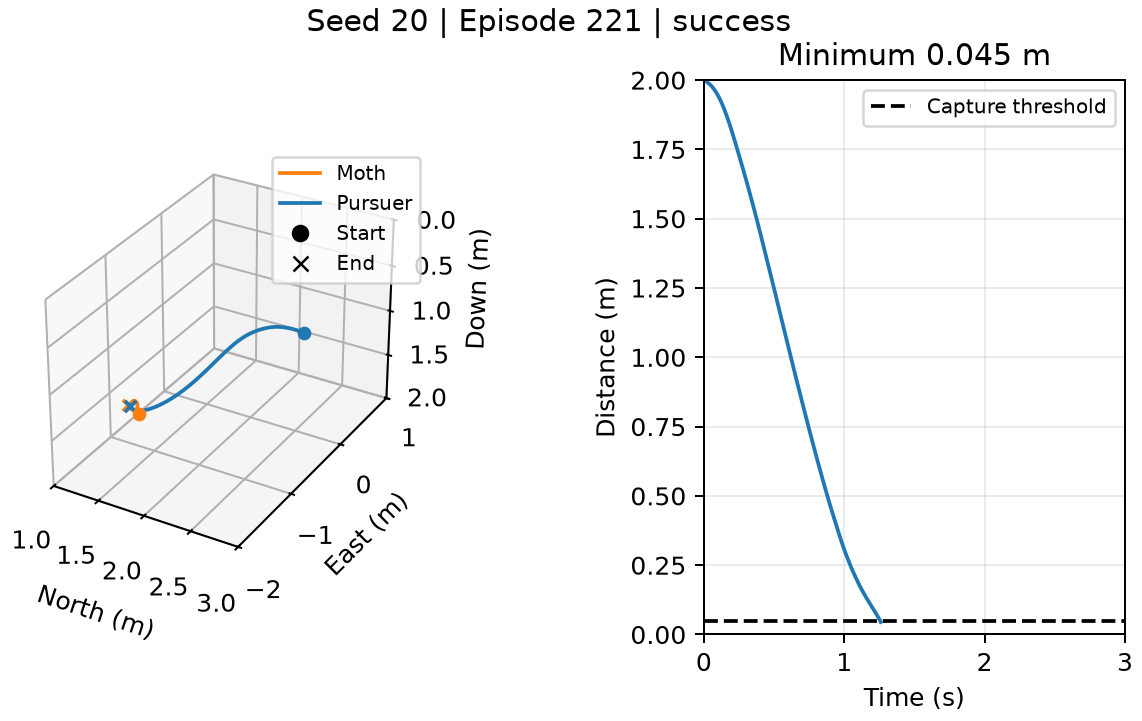 Seed 20 | Episode 221 | success
Moth
Pursuer
Start
End
0.0
0.5
1.0
1.5
2.0
Down (m)
1
0
−1
−2
East (m)
1.0
1.5
2.0
2.5
3.0
North (m)
Minimum 0.045 m
Capture threshold
2.00
1.75
1.50
1.25
1.00
0.75
0.50
0.25
0.00
Distance (m)
0 1 2 3
Time (s)